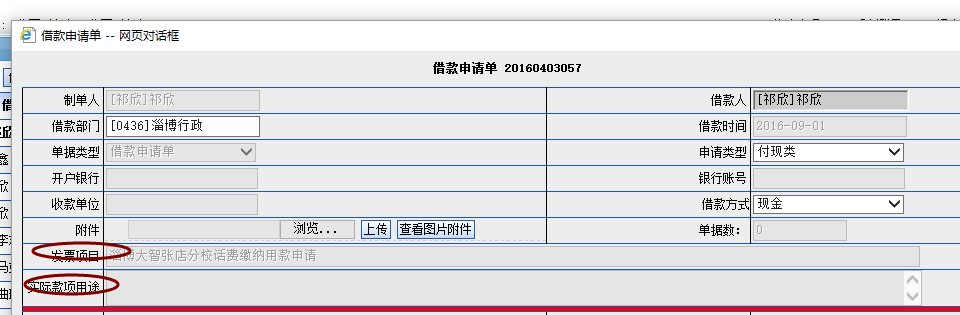 借款申请单 -- 网页对话框
借款申请单 20160403057
制单人 [祁欣]祁欣 借款人 [祁欣]祁欣
借款部门 [0436]淄博行政 借款时间 2016-09-01
单据类型 借款申请单 申请类型 付现类
开户银行 银行账号
收款单位 借款方式 现金
附件 浏览... 上传 查看图片附件 单据数: 0
发票项目 淄博大智张店分校话费缴纳用款申请
实际款项用途